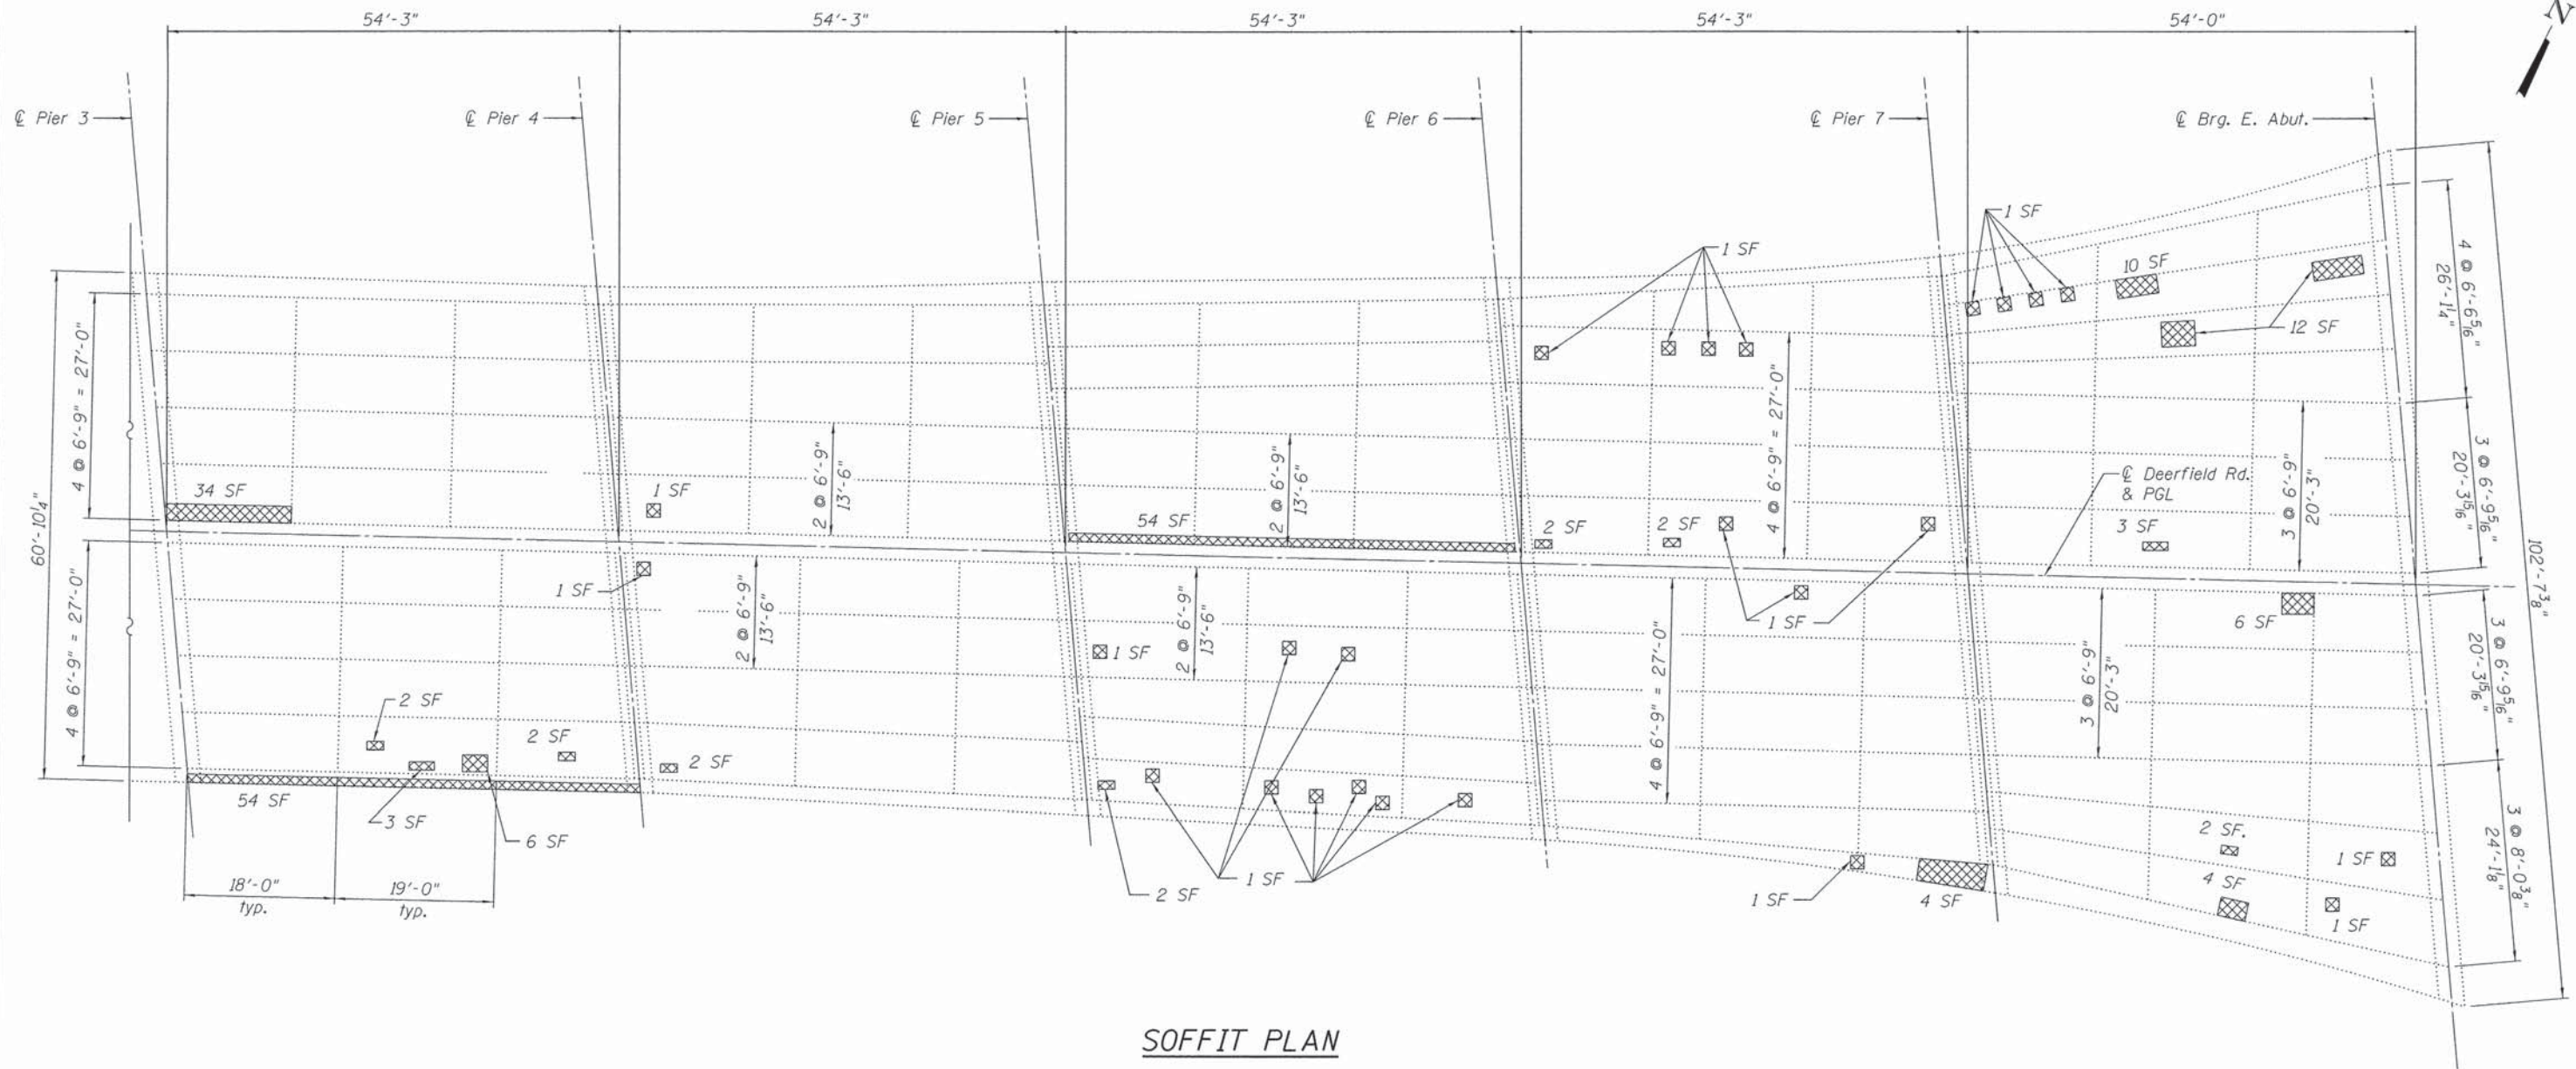 54'-3"
54'-3"
54'-3"
54'-3"
54'-0"
N
℄ Pier 3
℄ Pier 4
℄ Pier 5
℄ Pier 6
℄ Pier 7
℄ Brg. E. Abut.
1 SF
1 SF
10 SF
12 SF
4 @ 6'-6 5/16"
26'-1 1/4"
60'-10 1/4"
4 @ 6'-9" = 27'-0"
34 SF
1 SF
2 @ 6'-9"
13'-6"
54 SF
2 @ 6'-9"
13'-6"
2 SF
2 SF
4 @ 6'-9" = 27'-0"
℄ Deerfield Rd.
& PGL
3 SF
3 @ 6'-9"
20'-3"
3 @ 6'-9 5/16"
20'-3 15/16"
102'-7 3/8"
4 @ 6'-9" = 27'-0"
1 SF
2 @ 6'-9"
13'-6"
1 SF
2 @ 6'-9"
13'-6"
1 SF
4 @ 6'-9" = 27'-0"
3 @ 6'-9"
20'-3"
6 SF
3 @ 6'-9 5/16"
20'-3 15/16"
2 SF
2 SF
2 SF
54 SF
3 SF
6 SF
18'-0"
typ.
19'-0"
typ.
2 SF
1 SF
1 SF
4 SF
2 SF.
1 SF
4 SF
1 SF
3 @ 8'-0 3/8"
24'-1 1/8"
SOFFIT PLAN